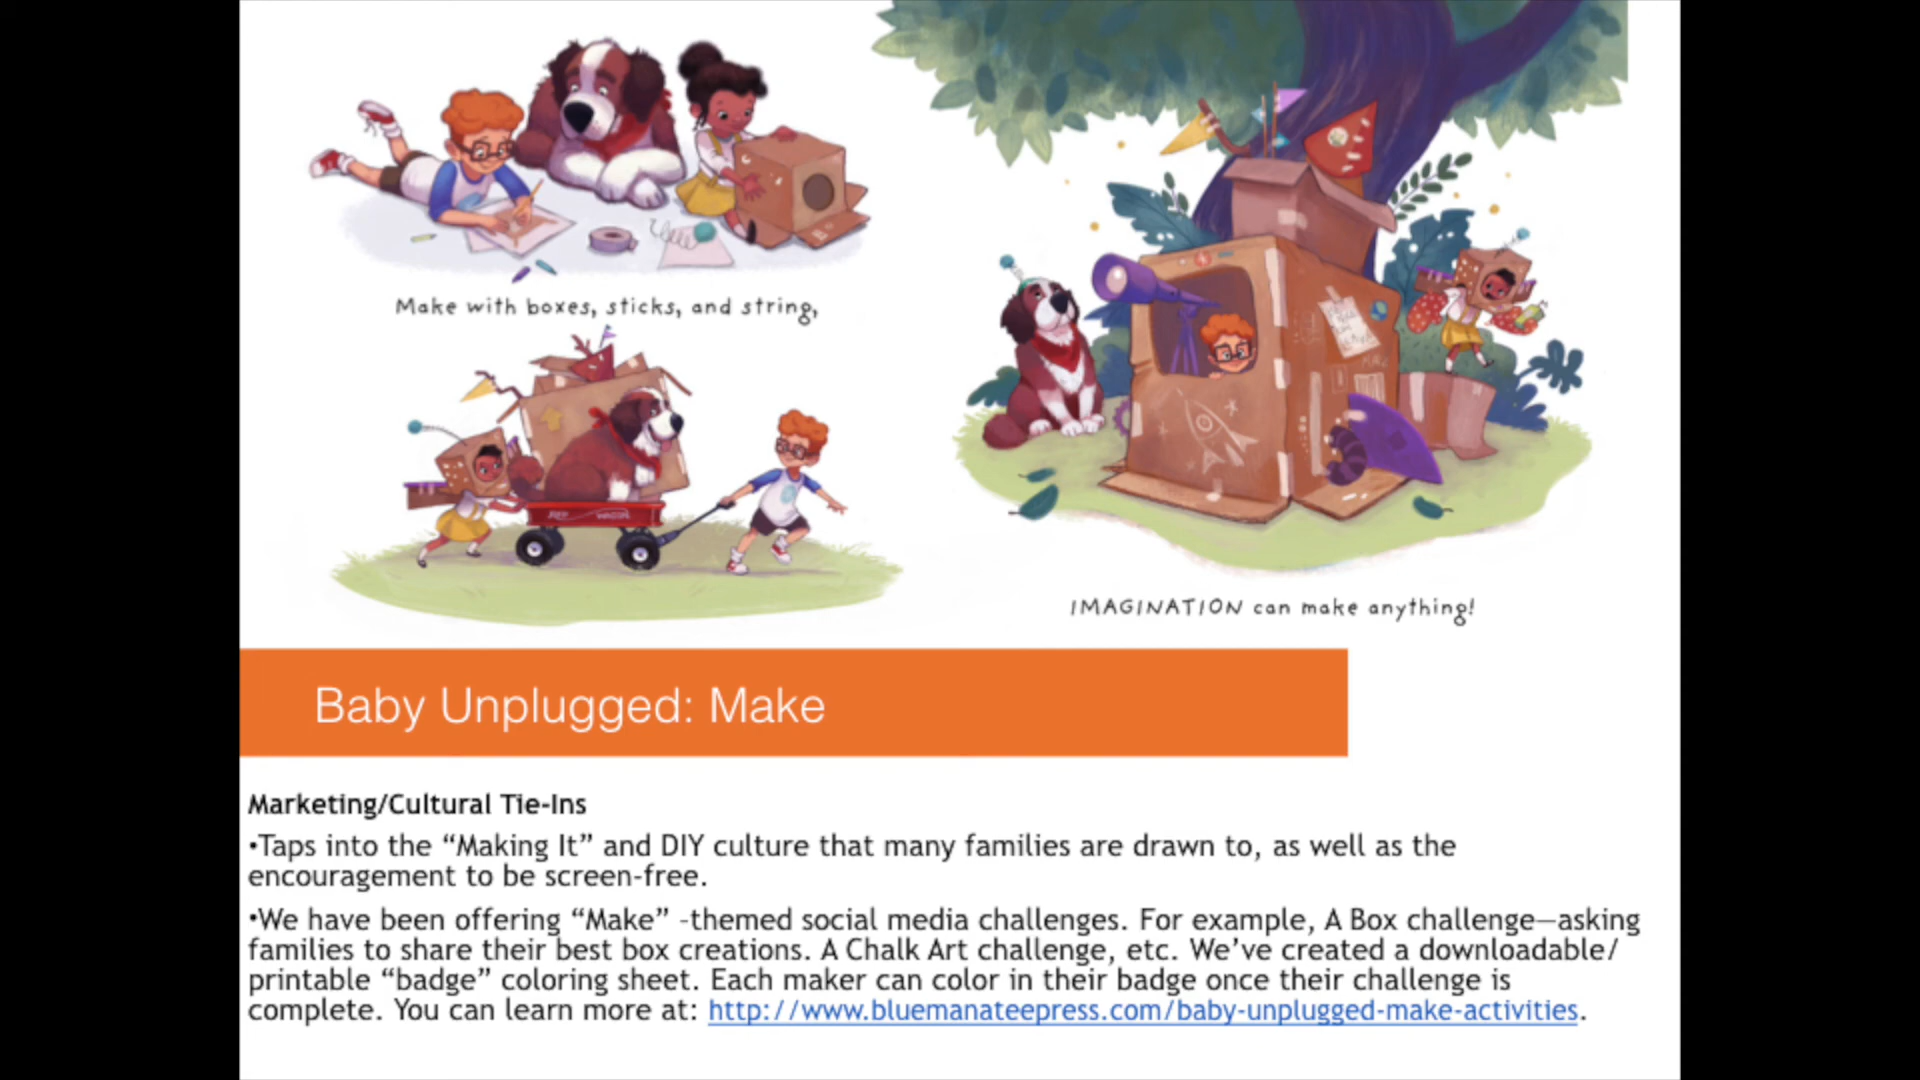 Make with boxes, sticks, and string,
RED WAGON
IMAGINATION can make anything!
Baby Unplugged: Make
Marketing/Cultural Tie-Ins
•Taps into the “Making It” and DIY culture that many families are drawn to, as well as the
encouragement to be screen-free.
•We have been offering “Make” -themed social media challenges. For example, A Box challenge—asking
families to share their best box creations. A Chalk Art challenge, etc. We’ve created a downloadable/
printable “badge” coloring sheet. Each maker can color in their badge once their challenge is
complete. You can learn more at: http://www.bluemanateepress.com/baby-unplugged-make-activities.